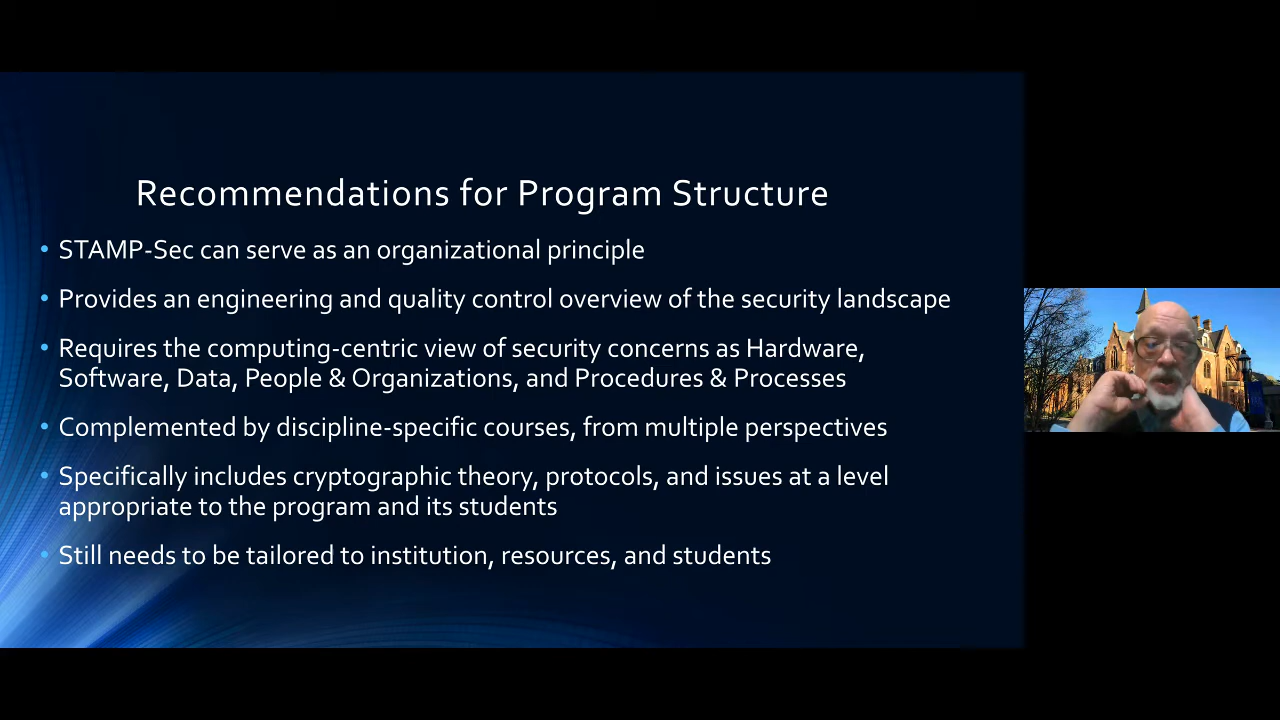 Recommendations for Program Structure
• STAMP-Sec can serve as an organizational principle
• Provides an engineering and quality control overview of the security landscape
• Requires the computing-centric view of security concerns as Hardware,
Software, Data, People & Organizations, and Procedures & Processes
• Complemented by discipline-specific courses, from multiple perspectives
• Specifically includes cryptographic theory, protocols, and issues at a level
appropriate to the program and its students
• Still needs to be tailored to institution, resources, and students